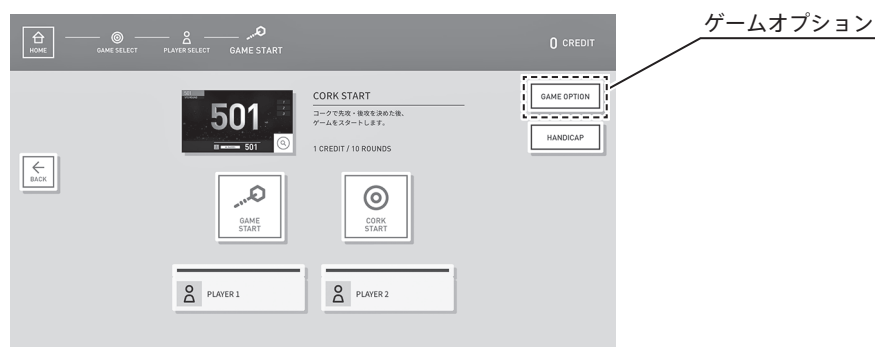 ゲームオプション
HOME
GAME SELECT
PLAYER SELECT
GAME START
0 CREDIT
501
501
501
CORK START
コークで先攻・後攻を決めた後、
ゲームをスタートします。
1 CREDIT / 10 ROUNDS
GAME OPTION
HANDICAP
BACK
GAME
START
CORK
START
PLAYER 1
PLAYER 2